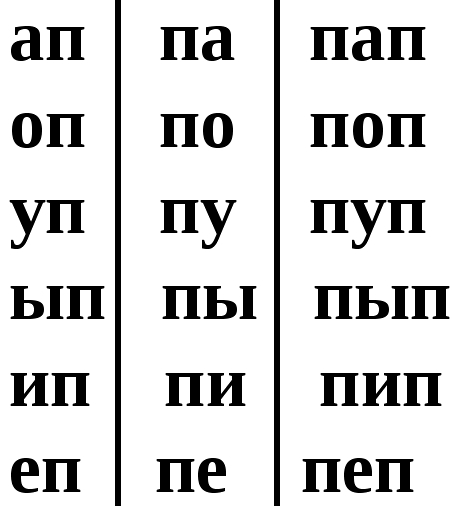 ап па пап
оп по поп
уп пу пуп
ып пы пып
ип пи пип
еп пе пеп